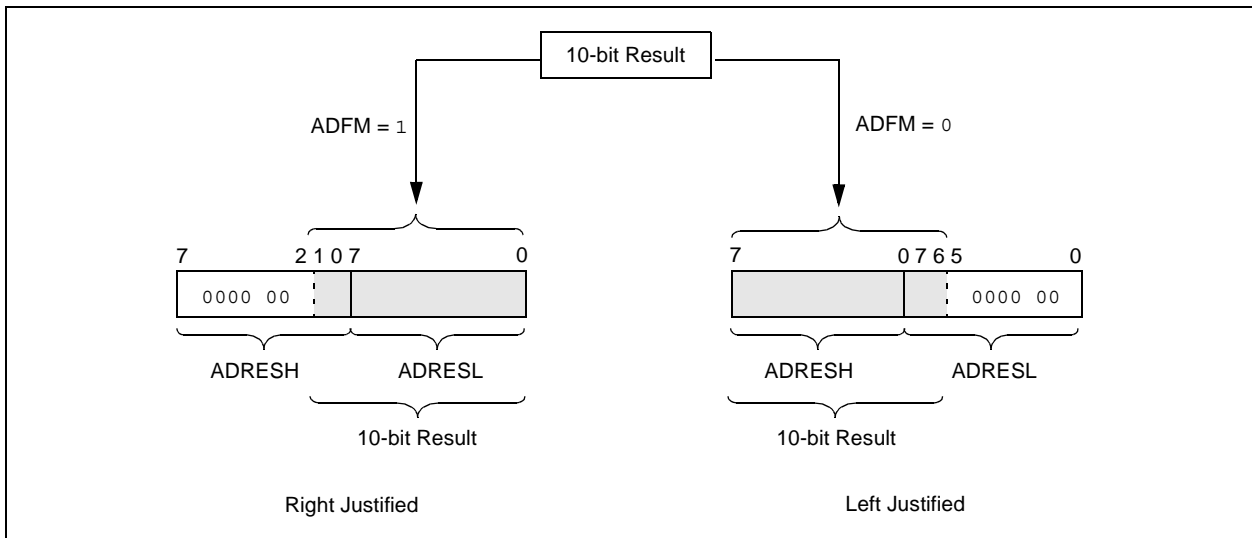 10-bit Result
ADFM = 1
ADFM = 0
7 2 1 0 7 0
7 0 7 6 5 0
0000 00
0000 00
ADRESH ADRESL
ADRESH ADRESL
10-bit Result
10-bit Result
Right Justified
Left Justified